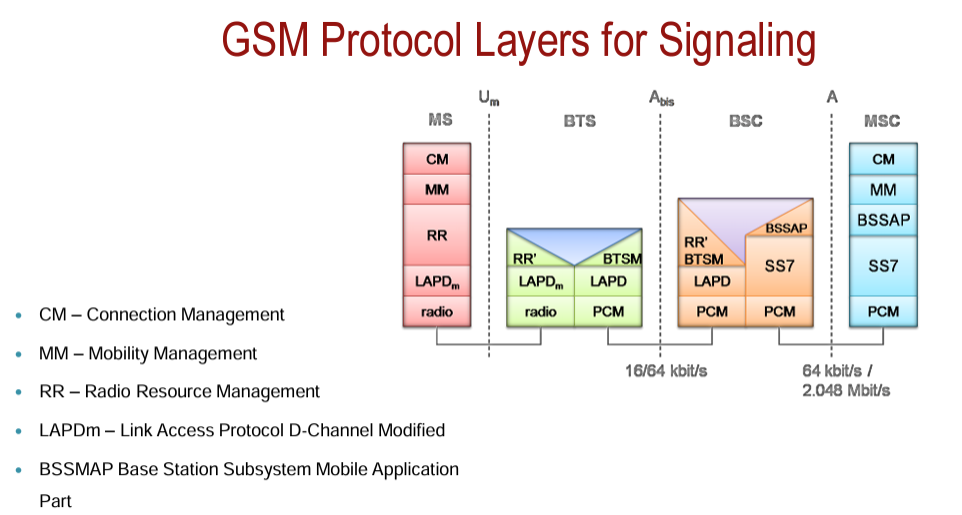 GSM Protocol Layers for Signaling
Um
Abis
A
MS
BTS
BSC
MSC
CM
CM
MM
MM
RR
BSSAP
BSSAP
RR'
BTSM
RR'
BTSM
SS7
SS7
LAPDm
LAPDm
LAPD
LAPD
radio
radio
PCM
PCM
PCM
PCM
16/64 kbit/s
64 kbit/s /
2.048 Mbit/s
• CM – Connection Management
• MM – Mobility Management
• RR – Radio Resource Management
• LAPDm – Link Access Protocol D-Channel Modified
• BSSMAP Base Station Subsystem Mobile Application
Part